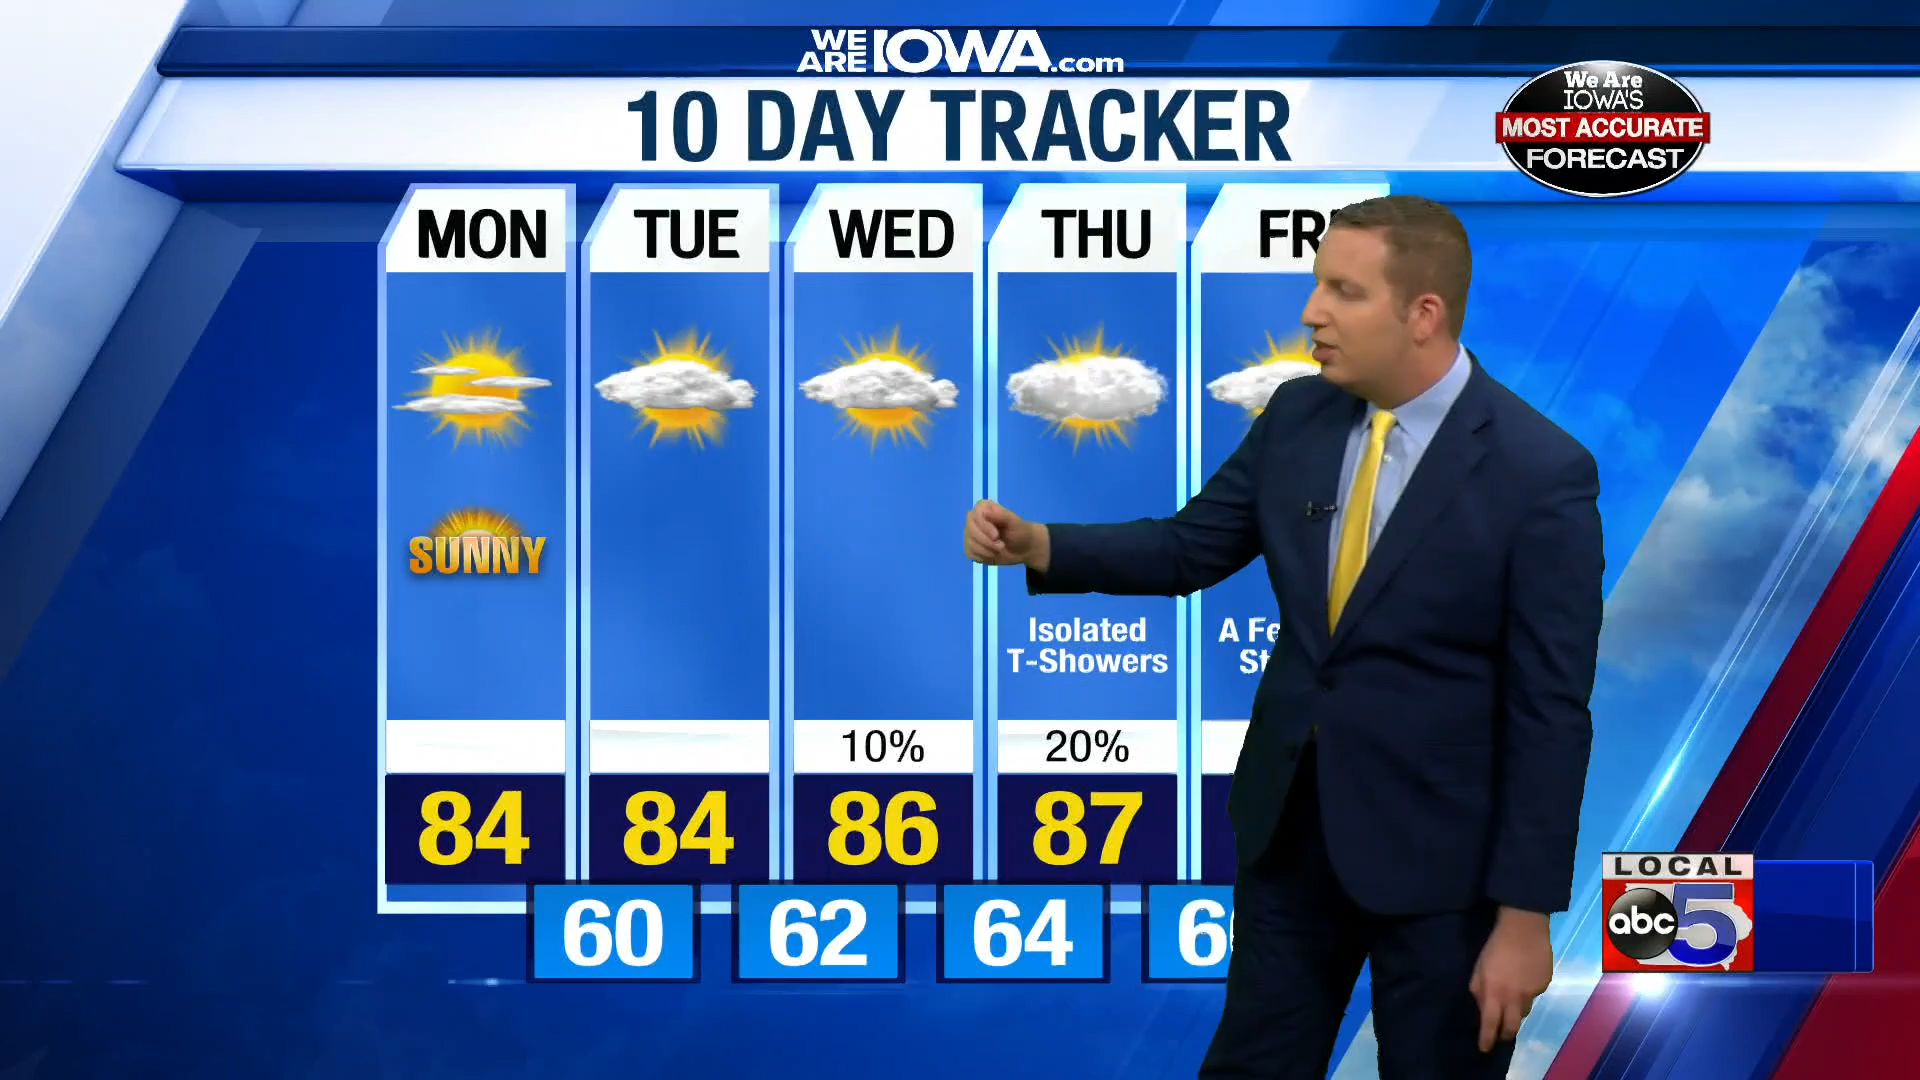 WE ARE IOWA.com
10 DAY TRACKER
We Are
IOWA'S
MOST ACCURATE
FORECAST
MON TUE WED THU
SUNNY
Isolated
T-Showers
A
10% 20%
84 84 86 87
60 62 64
LOCAL
abc 5